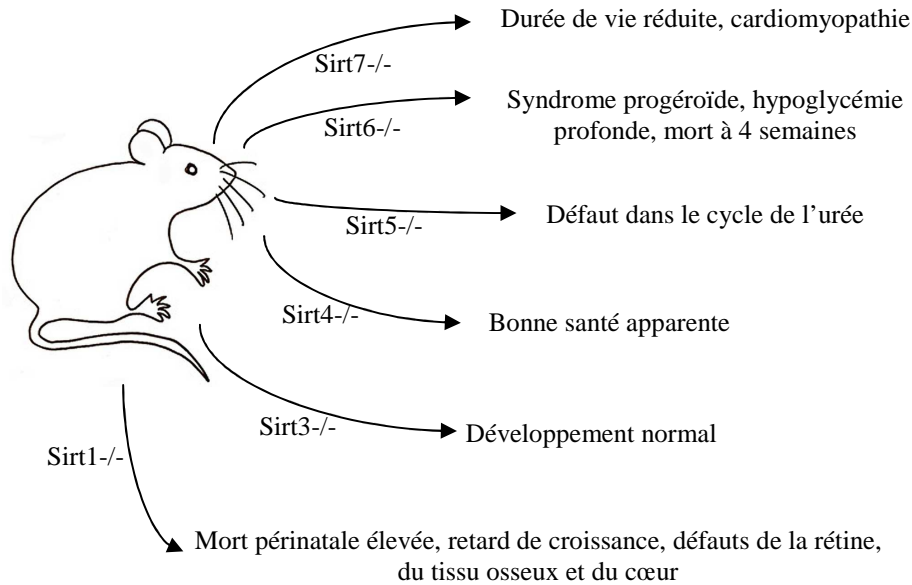 Durée de vie réduite, cardiomyopathie
Sirt7-/-
Syndrome progéroïde, hypoglycémie
profonde, mort à 4 semaines
Sirt6-/-
Défaut dans le cycle de l'urée
Sirt5-/-
Bonne santé apparente
Sirt4-/-
Sirt3-/-
Développement normal
Sirt1-/-
Mort périnatale élevée, retard de croissance, défauts de la rétine,
du tissu osseux et du cœur